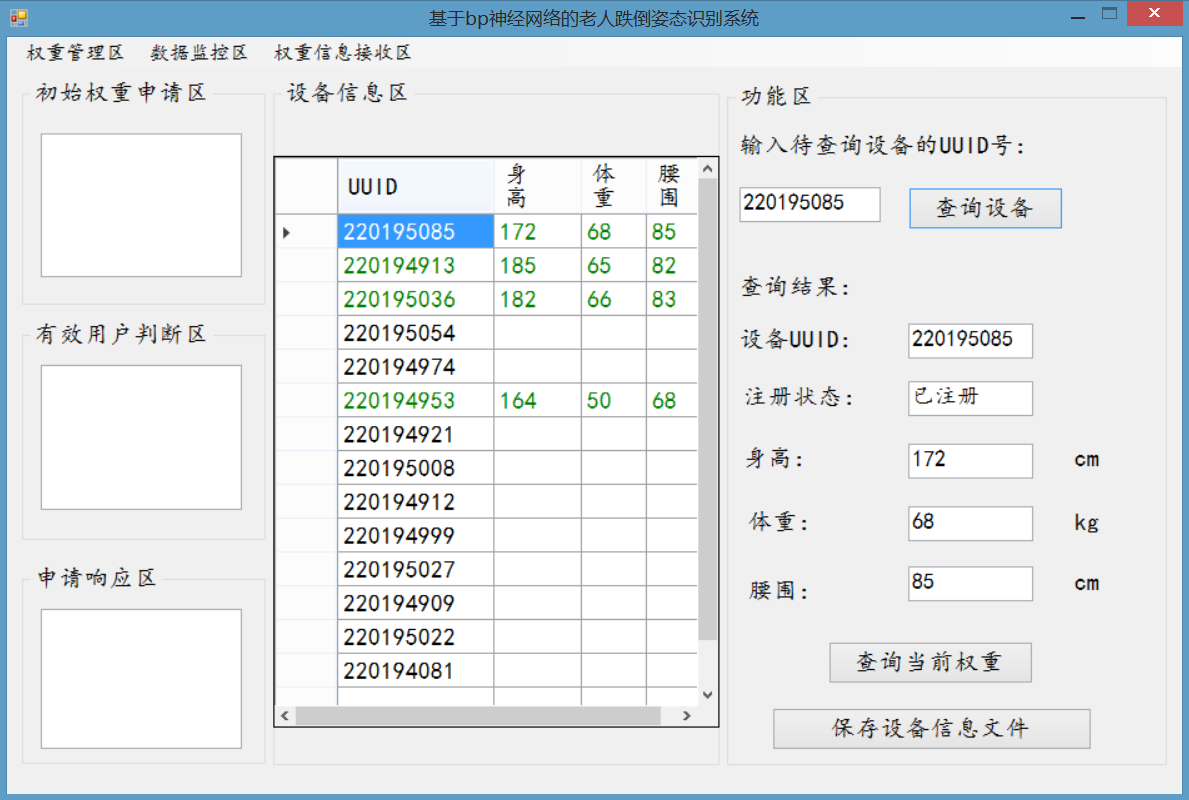 基于bp神经网络的老人跌倒姿态识别系统
权重管理区 数据监控区 权重信息接收区
初始权重申请区
有效用户判断区
申请响应区
设备信息区
UUID 身高 体重 腰围
220195085 172 68 85
220194913 185 65 82
220195036 182 66 83
220195054
220194974
220194953 164 50 68
220194921
220195008
220194912
220194999
220195027
220194909
220195022
220194081
功能区
输入待查询设备的UUID号:
220195085 查询设备
查询结果:
设备UUID: 220195085
注册状态: 已注册
身高: 172 cm
体重: 68 kg
腰围: 85 cm
查询当前权重
保存设备信息文件